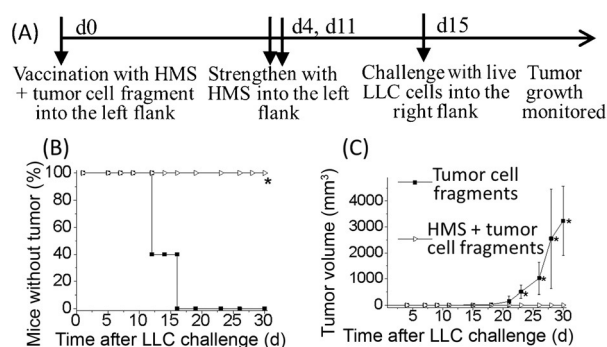 (A)
d0
d4, d11
d15
Vaccination with HMS
+ tumor cell fragment
into the left flank
Strengthen with
HMS into the left
flank
Challenge with live
LLC cells into the
right flank
Tumor
growth
monitored
(B)
Mice without tumor (%)
100
80
60
40
20
0
*
0 5 10 15 20 25 30
Time after LLC challenge (d)
(C)
Tumor volume (mm³)
4000
3000
2000
1000
0
Tumor cell
fragments
HMS + tumor
cell fragments
* * * *
0 5 10 15 20 25 30
Time after LLC challenge (d)